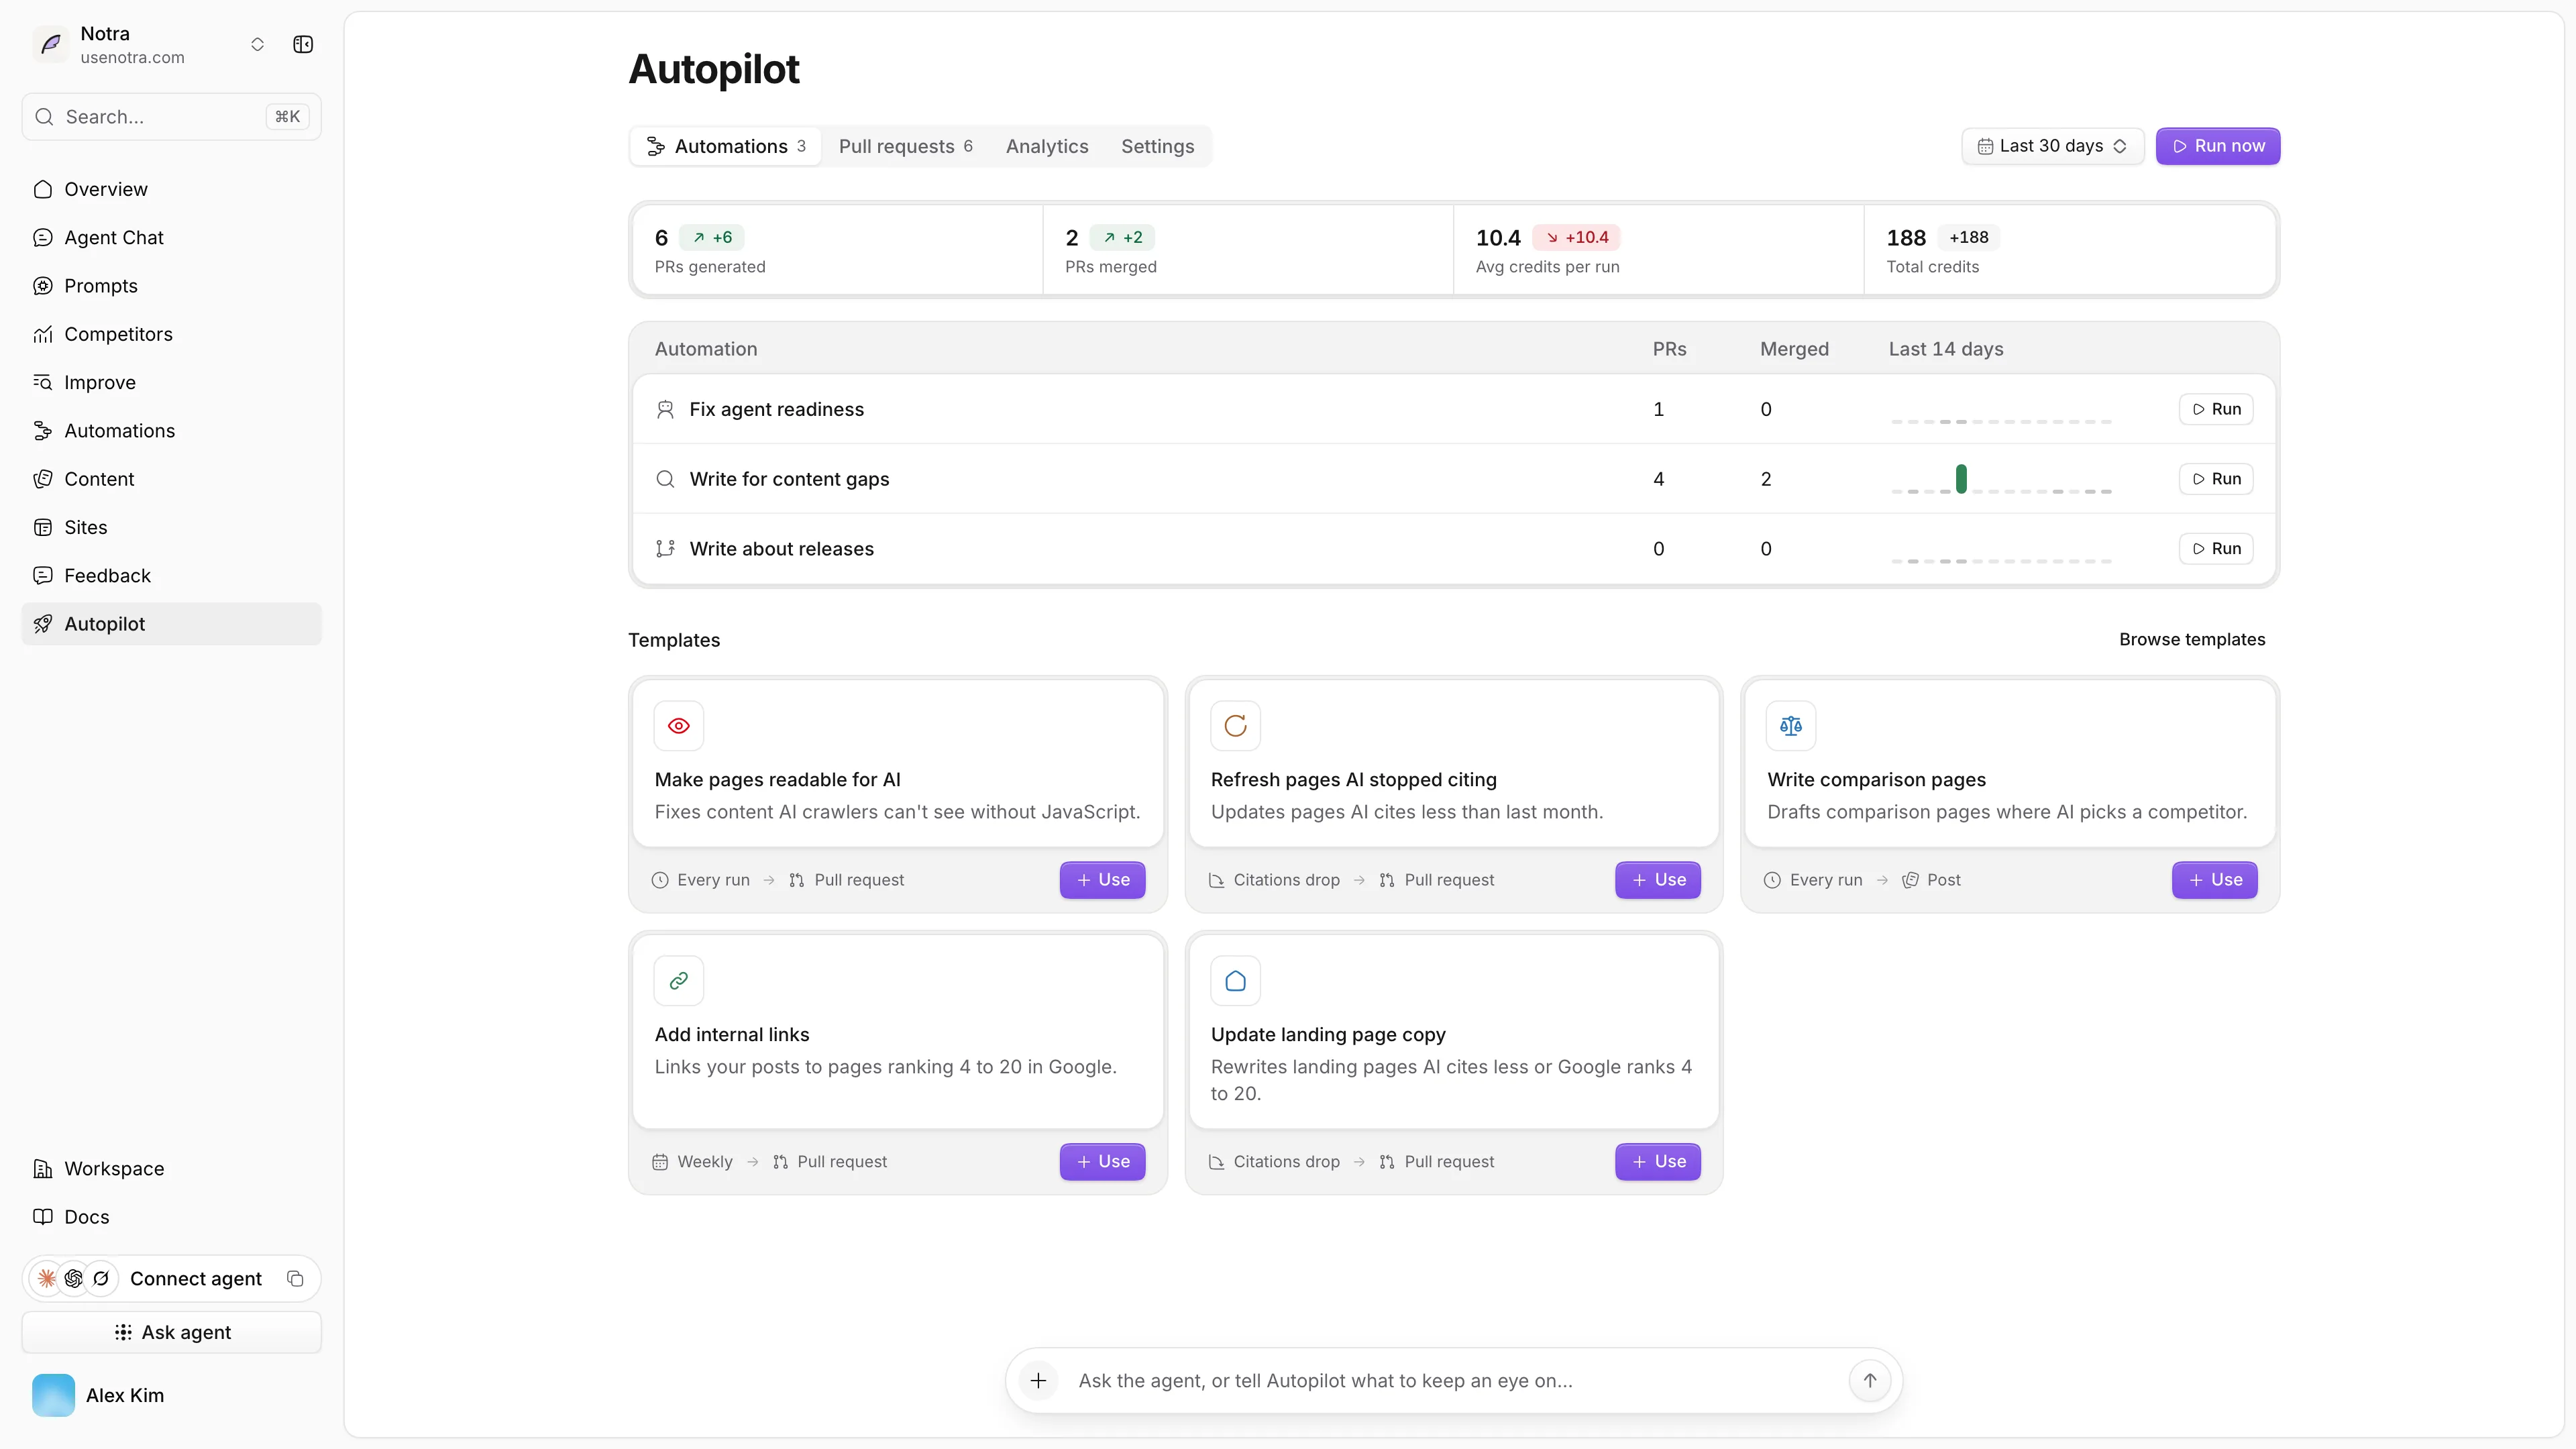 Notra
usenotra.com
Search...
⌘K
Overview
Agent Chat
Prompts
Competitors
Improve
Automations
Content
Sites
Feedback
Autopilot
Workspace
Docs
Connect agent
Ask agent
Alex Kim
Autopilot
Automations 3
Pull requests 6
Analytics
Settings
Last 30 days
Run now
6 +6
PRs generated
2 +2
PRs merged
10.4 +10.4
Avg credits per run
188 +188
Total credits
Automation PRs Merged Last 14 days
Fix agent readiness 1 0 Run
Write for content gaps 4 2 Run
Write about releases 0 0 Run
Templates
Browse templates
Make pages readable for AI
Fixes content AI crawlers can't see without JavaScript.
Every run → Pull request
+ Use
Refresh pages AI stopped citing
Updates pages AI cites less than last month.
Citations drop → Pull request
+ Use
Write comparison pages
Drafts comparison pages where AI picks a competitor.
Every run → Post
+ Use
Add internal links
Links your posts to pages ranking 4 to 20 in Google.
Weekly → Pull request
+ Use
Update landing page copy
Rewrites landing pages AI cites less or Google ranks 4
to 20.
Citations drop → Pull request
+ Use
Ask the agent, or tell Autopilot what to keep an eye on...